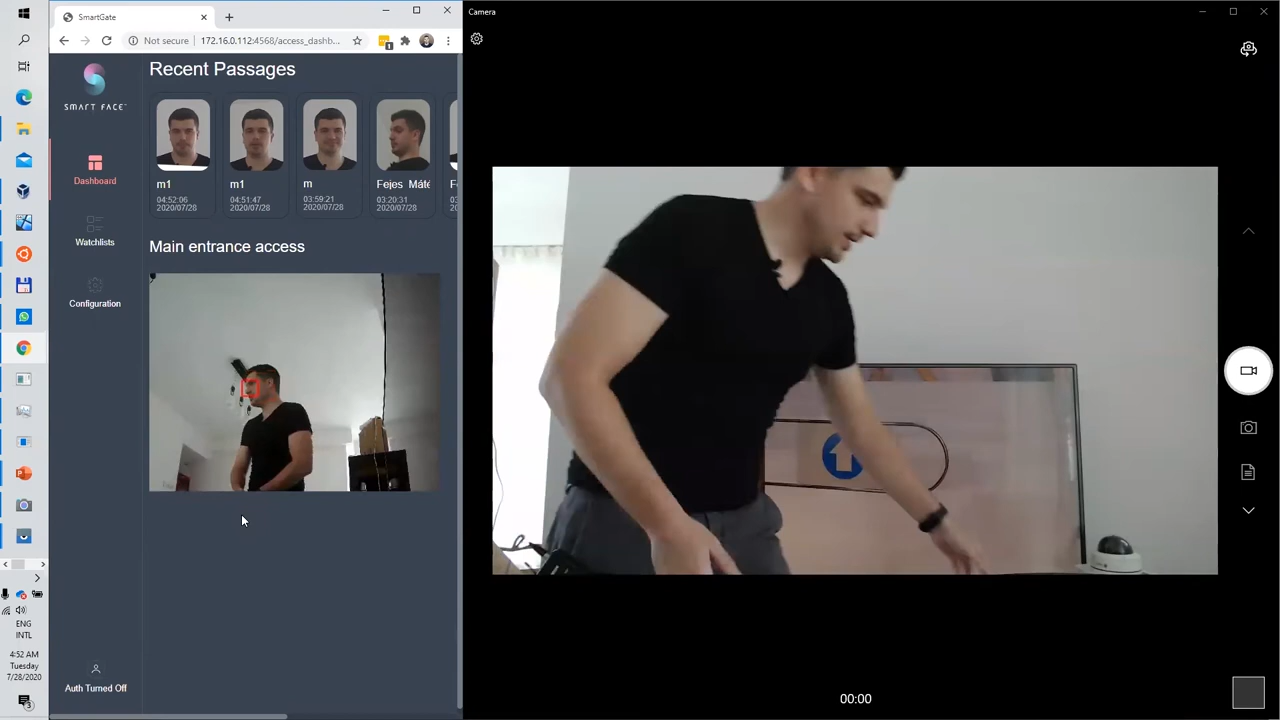 SmartGate
Camera
Not secure
172.16.0.112:4568/access_dashb...
SMART FACE™
Recent Passages
m1
04:52:06
2020/07/28
m1
04:51:47
2020/07/28
m
03:59:21
2020/07/28
Fejes Máté
03:20:31
2020/07/28
Dashboard
Watchlists
Main entrance access
Configuration
ENG
INTL
4:52 AM
Tuesday
7/28/2020
3
Auth Turned Off
00:00